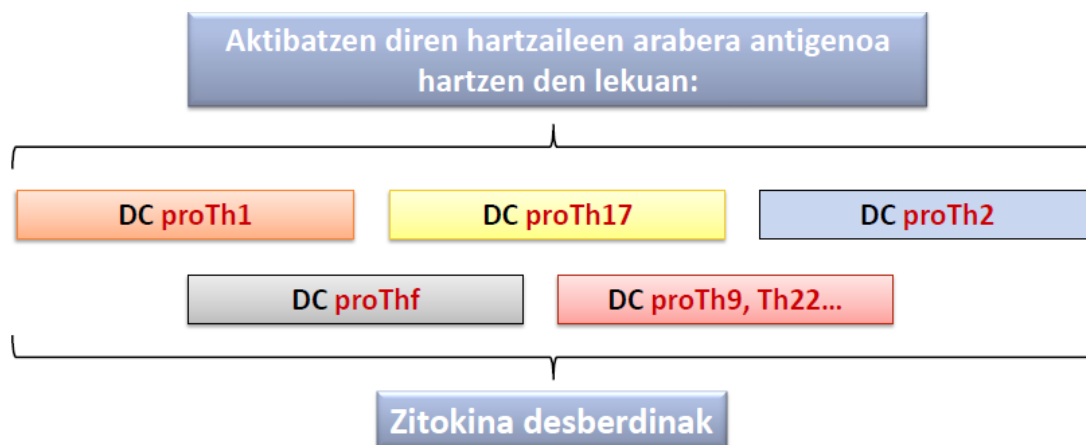 Aktibatzen diren hartzaileen arabera antigenoa
hartzen den lekuan:
DC proTh1
DC proTh17
DC proTh2
DC proThf
DC proTh9, Th22...
Zitokina desberdinak